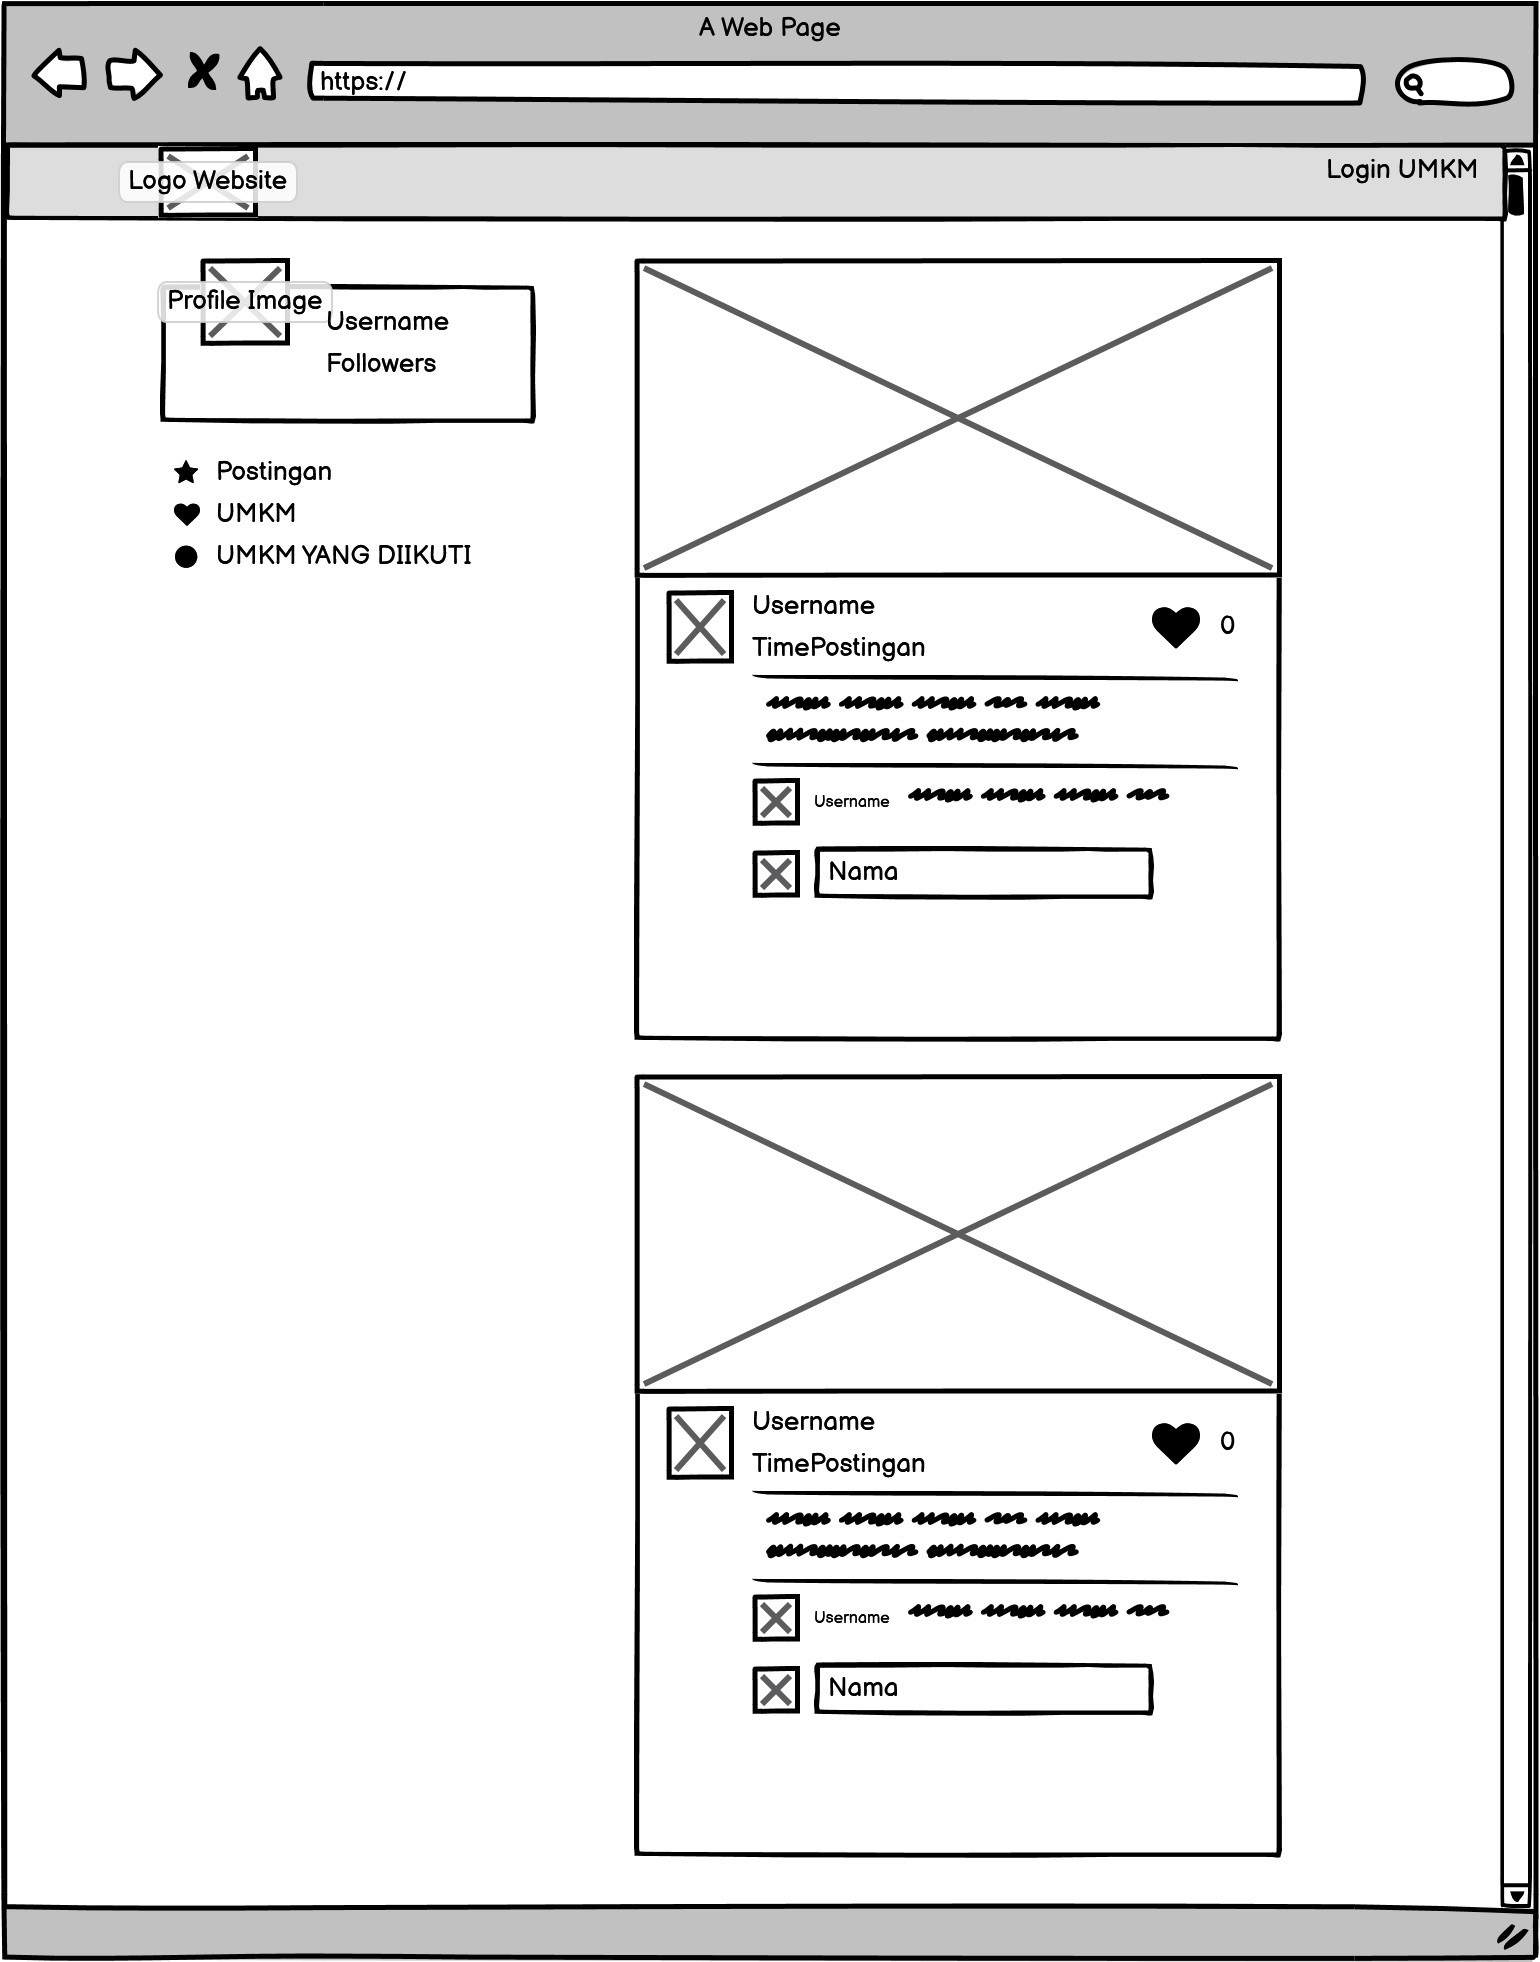 A Web Page
https://
Logo Website
Login UMKM
Profile Image
Username
Followers
Postingan
UMKM
UMKM YANG DIIKUTI
Username
0
TimePostingan
Username
Nama
Username
0
TimePostingan
Username
Nama